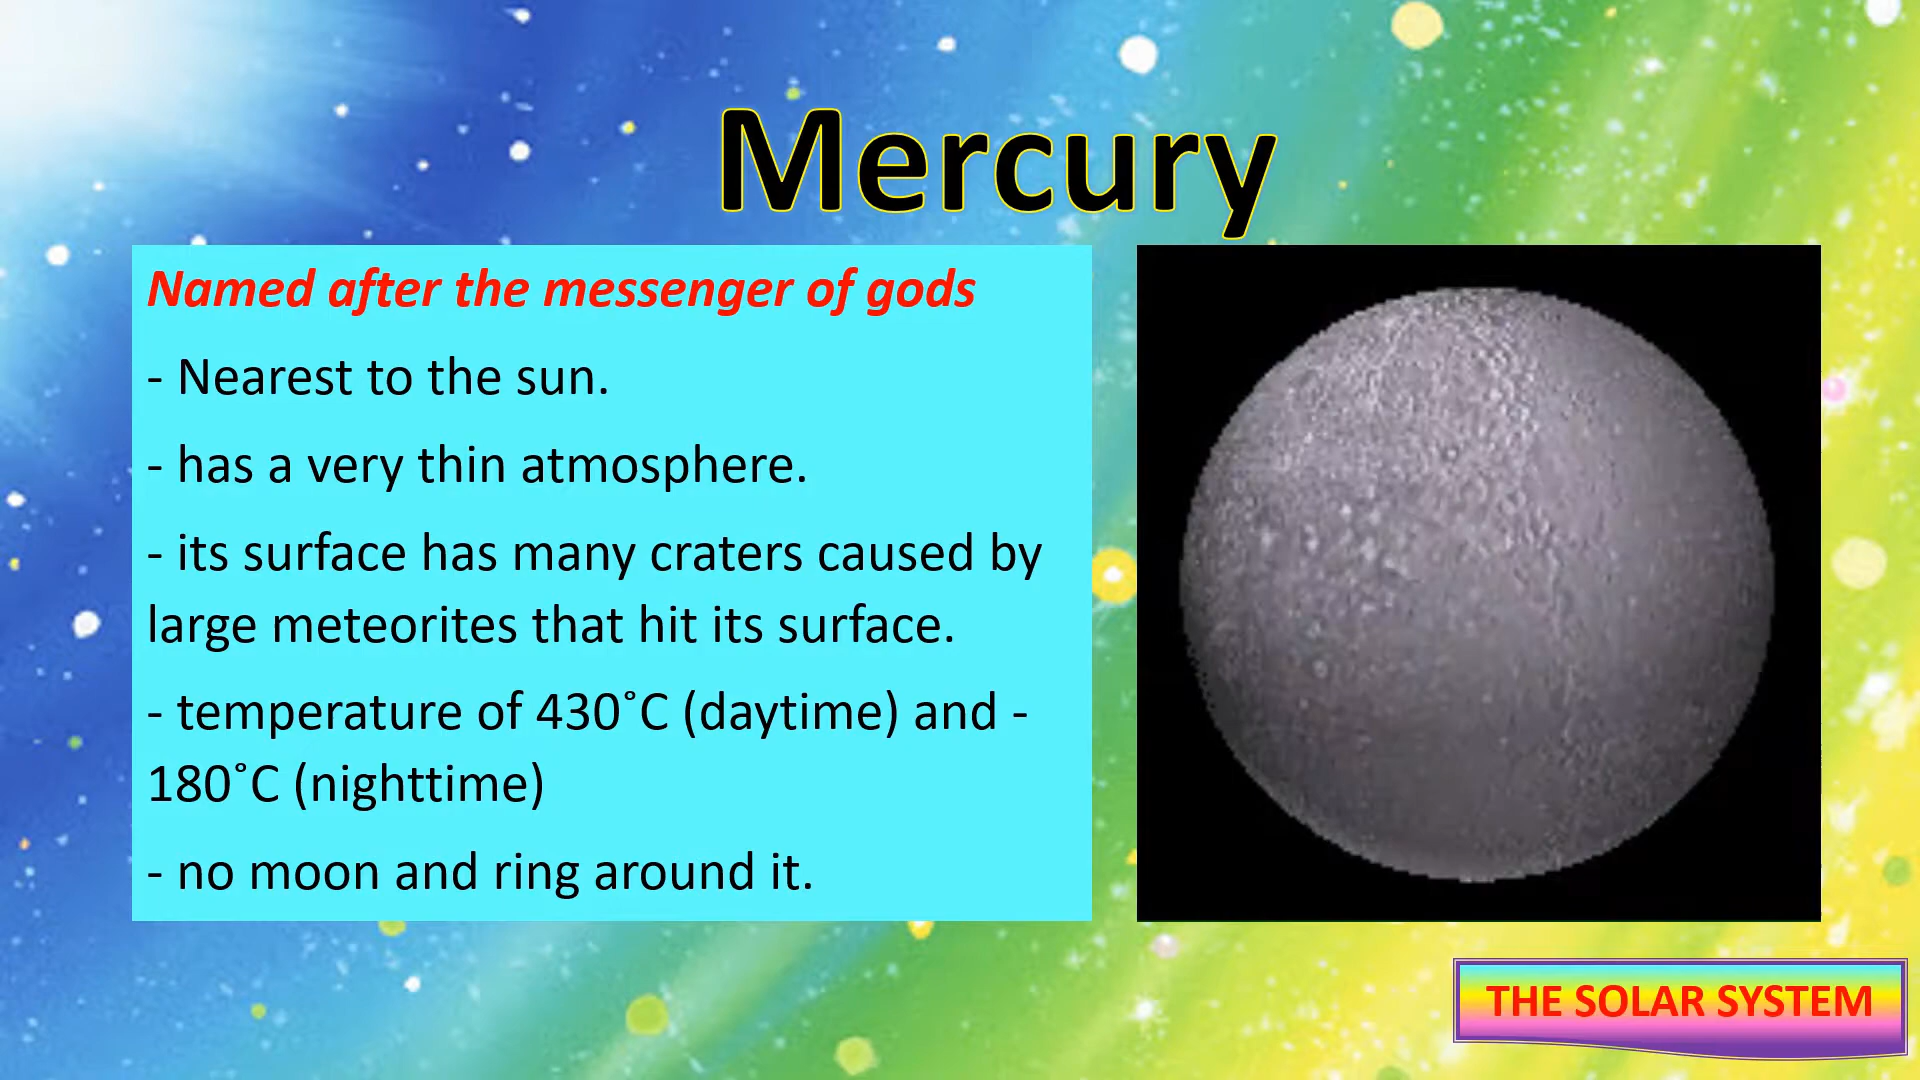 Mercury
Named after the messenger of gods
- Nearest to the sun.
- has a very thin atmosphere.
- its surface has many craters caused by
large meteorites that hit its surface.
- temperature of 430˚C (daytime) and -
180˚C (nighttime)
- no moon and ring around it.
THE SOLAR SYSTEM